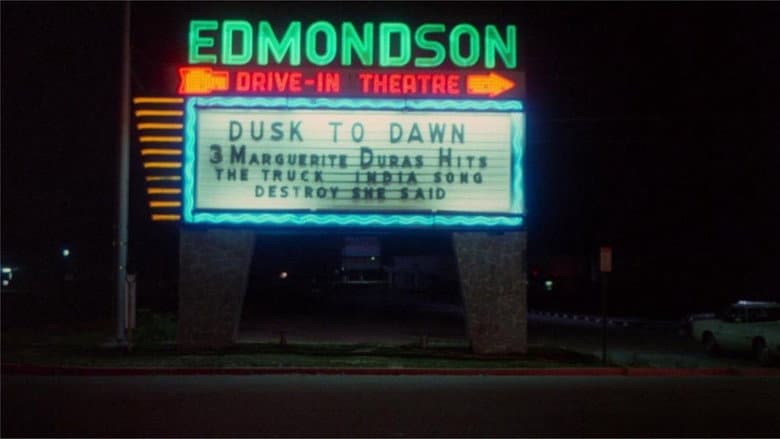 EDMONDSON
DRIVE-IN THEATRE
DUSK TO DAWN
3 MARGUERITE DURAS HITS
THE TRUCK INDIA SONG
DESTROY SHE SAID